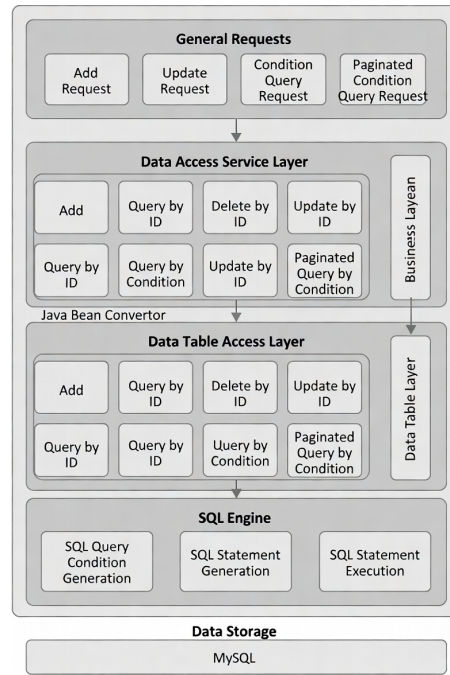 General Requests
Add
Request
Update
Request
Condition
Query
Request
Paginated
Condition
Query Request
Data Access Service Layer
Add
Query by
ID
Delete by
ID
Update by
ID
Query by
ID
Query by
Condition
Update by
ID
Paginated
Query by
Condition
Businesss Layean
Java Bean Convertor
Data Table Access Layer
Add
Query by
ID
Delete by
ID
Update by
ID
Query by
ID
Query by
ID
Uuery by
Condition
Paginated
Query by
Condition
Data Table Layer
SQL Engine
SQL Query
Condition
Generation
SQL Statement
Generation
SQL Statement
Execution
Data Storage
MySQL